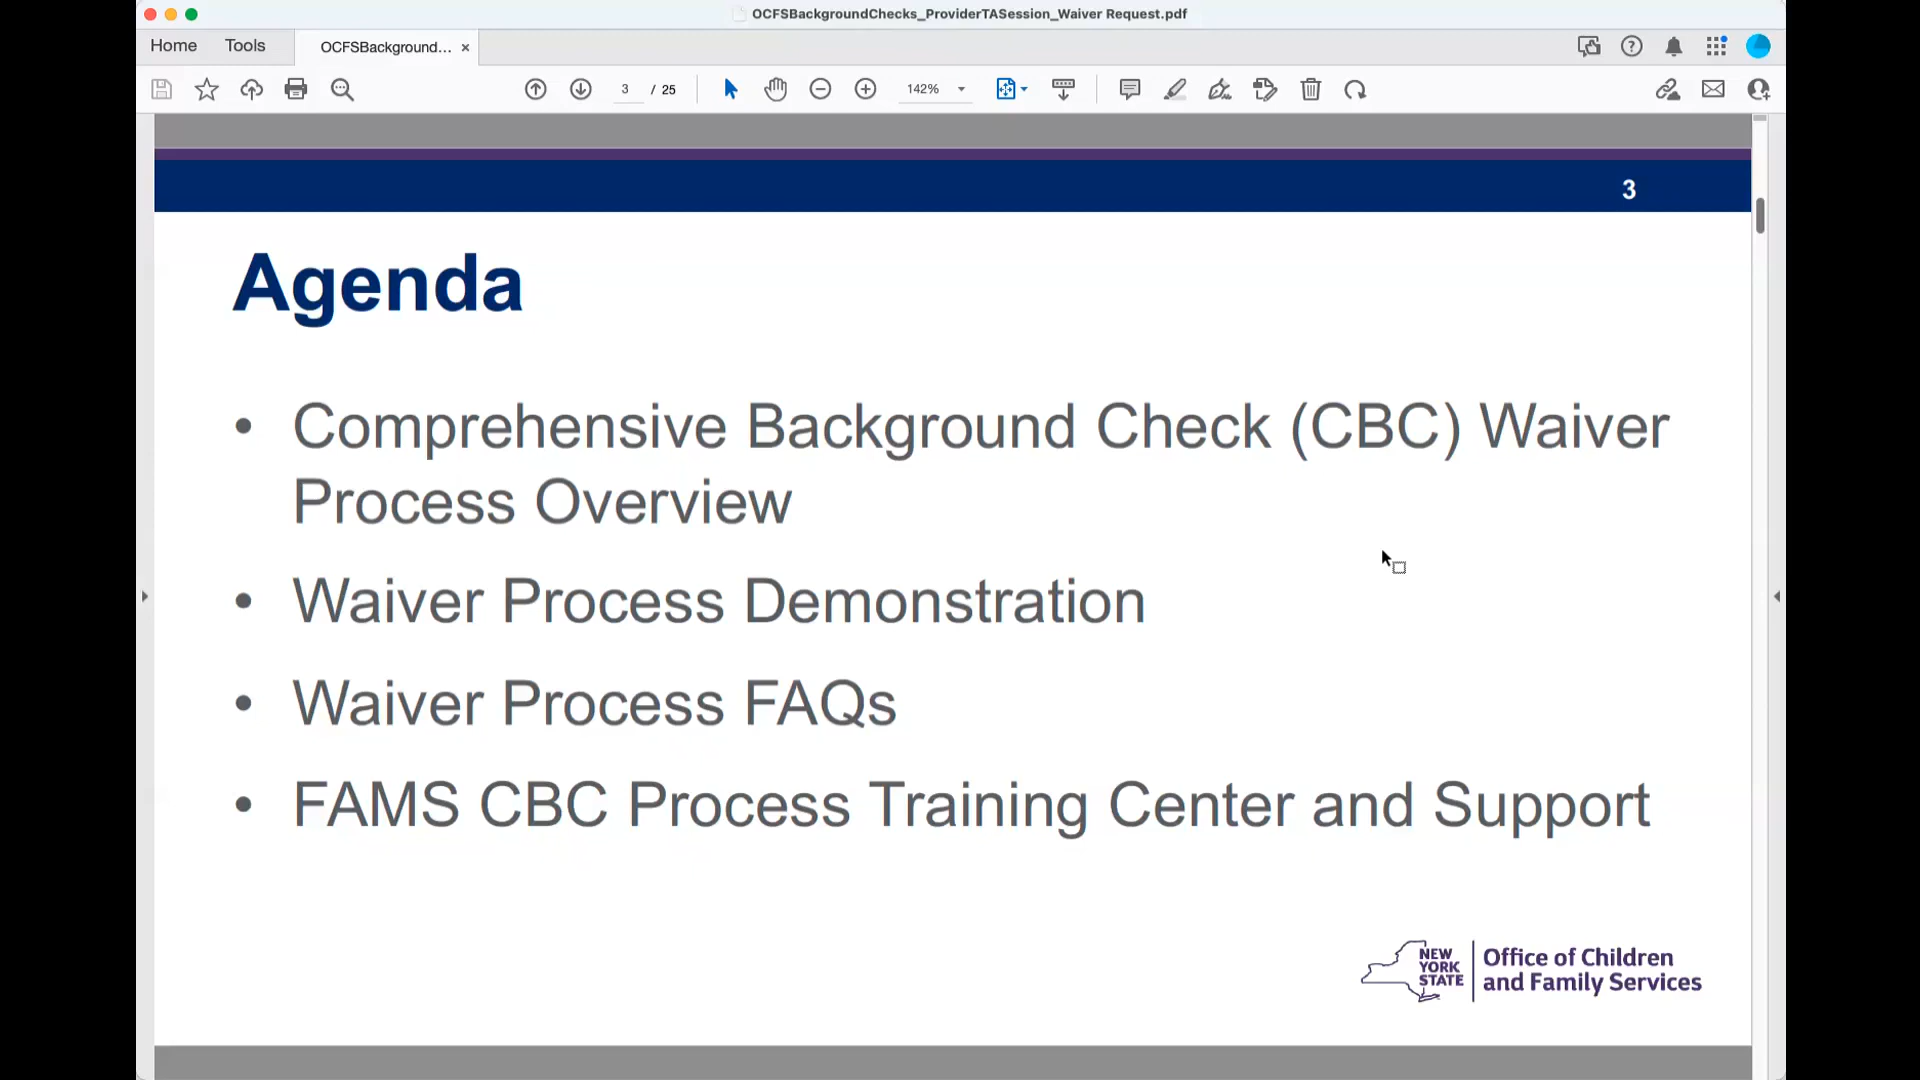 OCFSBackgroundChecks_ProviderTASession_Waiver Request.pdf
Home Tools OCFSBackground... ×
3 / 25 142%
3
Agenda
• Comprehensive Background Check (CBC) Waiver
Process Overview
• Waiver Process Demonstration
• Waiver Process FAQs
• FAMS CBC Process Training Center and Support
NEW
YORK
STATE
Office of Children
and Family Services